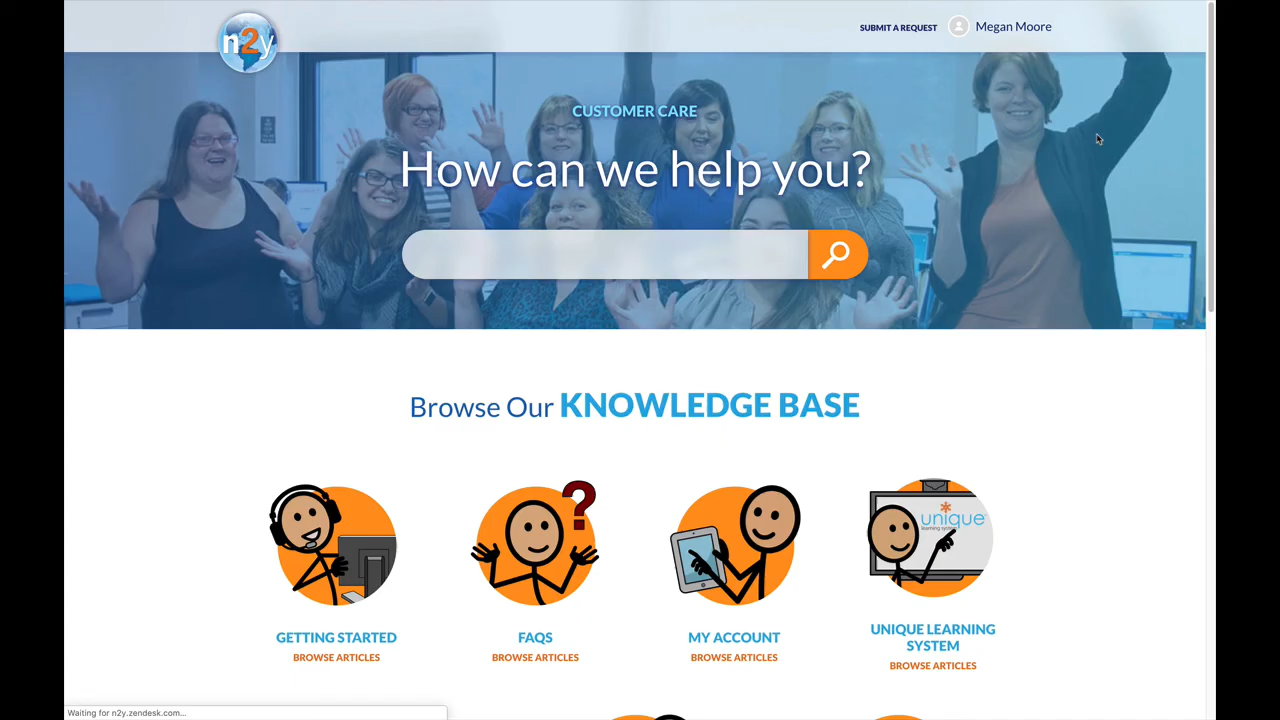 n2y
SUBMIT A REQUEST
Megan Moore
CUSTOMER CARE
How can we help you?
Browse Our KNOWLEDGE BASE
unique
learning system
GETTING STARTED
BROWSE ARTICLES
FAQS
BROWSE ARTICLES
MY ACCOUNT
BROWSE ARTICLES
UNIQUE LEARNING
SYSTEM
BROWSE ARTICLES
Waiting for n2y.zendesk.com...